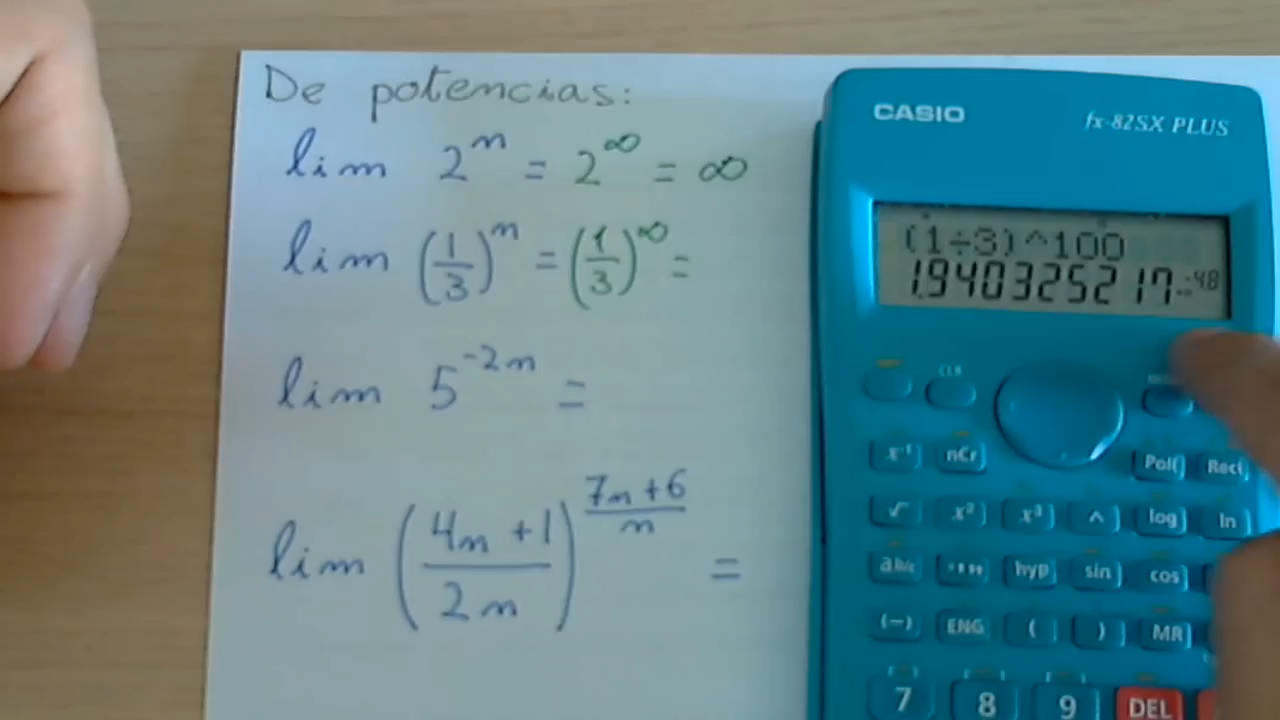 De potencias:
lim 2^n = 2^∞ = ∞
lim (1/3)^n = (1/3)^∞ =
lim 5^-2n =
lim ((4n+1)/(2n))^((7n+6)/n) =
CASIO
fx-82SX PLUS
(1÷3)^100
1.940325217-48
CLR
x⁻¹ nCr Pol( Rec(
√ x² x³ ^ log ln
hyp sin cos
(-) ENG ( ) MR
7 8 9 DEL